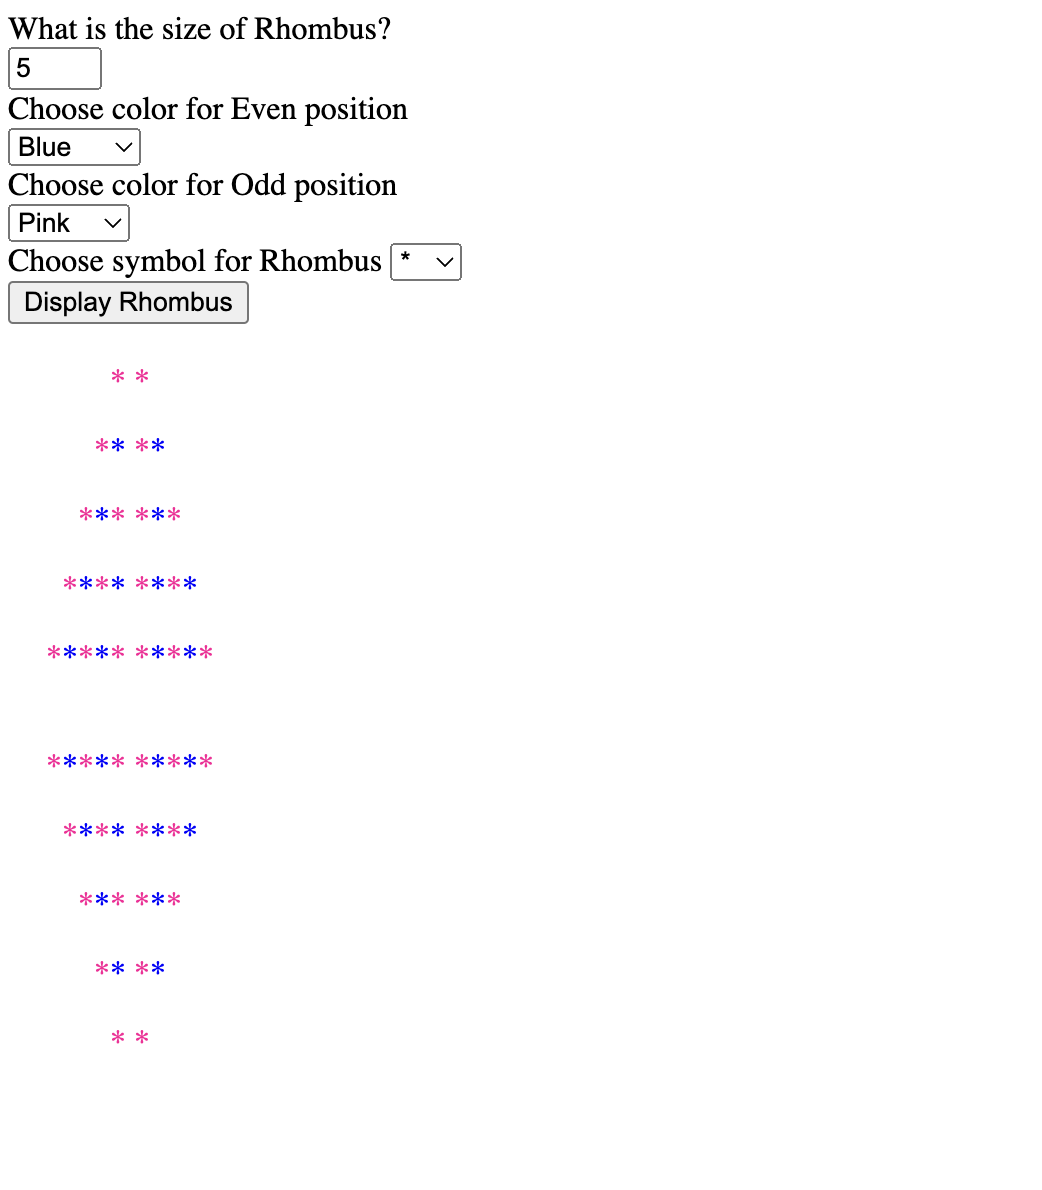 What is the size of Rhombus?
5
Choose color for Even position
Blue
Choose color for Odd position
Pink
Choose symbol for Rhombus *
Display Rhombus
* *
** **
*** ***
**** ****
***** *****
***** *****
**** ****
*** ***
** **
* *